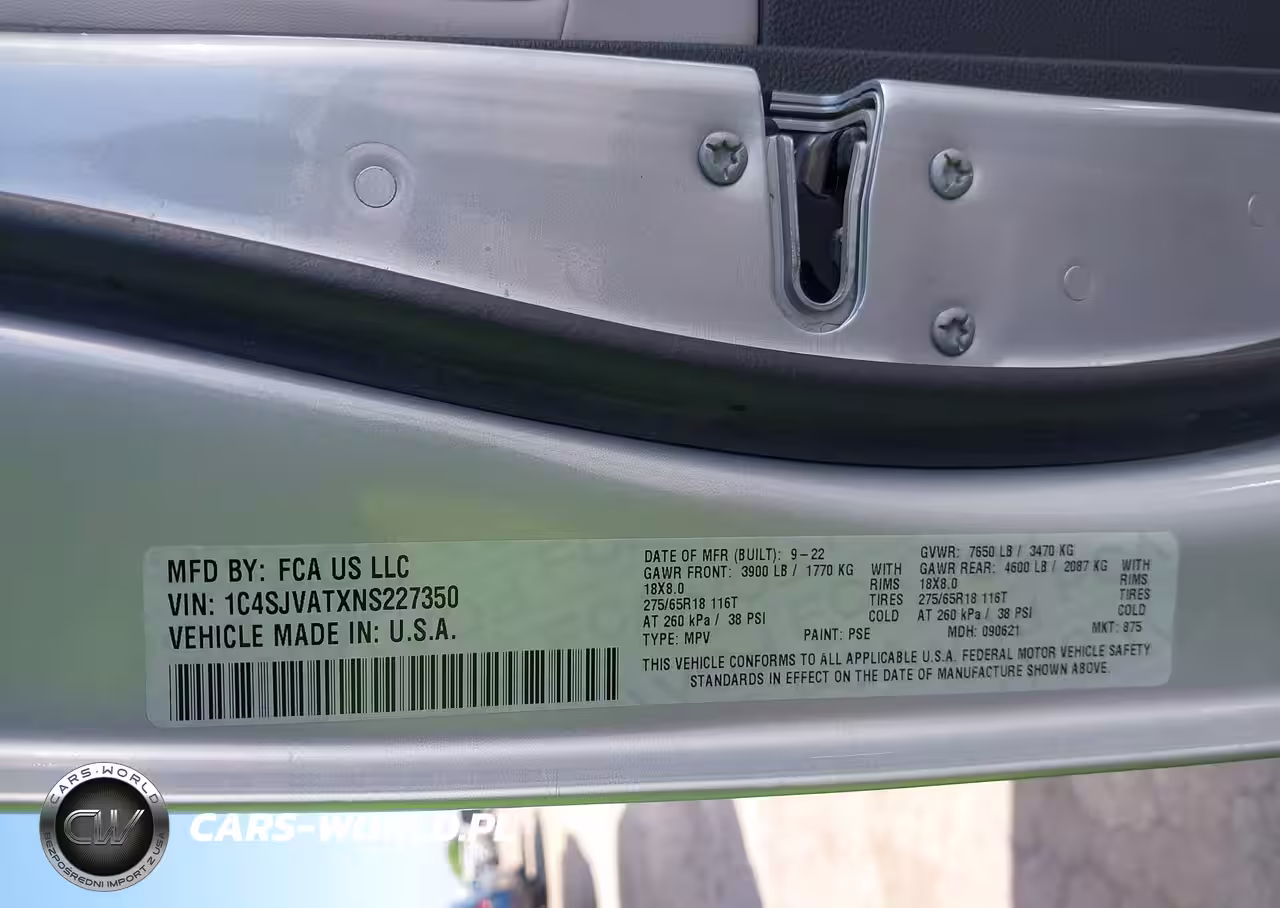 MFD BY: FCA US LLC
VIN: 1C4SJVATXNS227350
VEHICLE MADE IN: U.S.A.
DATE OF MFR (BUILT): 9-22 GVWR: 7650 LB / 3470 KG
GAWR FRONT: 3900 LB / 1770 KG WITH GAWR REAR: 4600 LB / 2087 KG WITH
18X8.0 RIMS 18X8.0 RIMS
275/65R18 116T TIRES 275/65R18 116T TIRES
AT 260 kPa / 38 PSI COLD AT 260 kPa / 38 PSI COLD
TYPE: MPV PAINT: PSE MDH: 090621 MKT: 875
THIS VEHICLE CONFORMS TO ALL APPLICABLE U.S.A. FEDERAL MOTOR VEHICLE SAFETY
STANDARDS IN EFFECT ON THE DATE OF MANUFACTURE SHOWN ABOVE.
CARS-WORLD
CW
BEZPOŚREDNI IMPORT Z USA
CARS-WORLD.PL